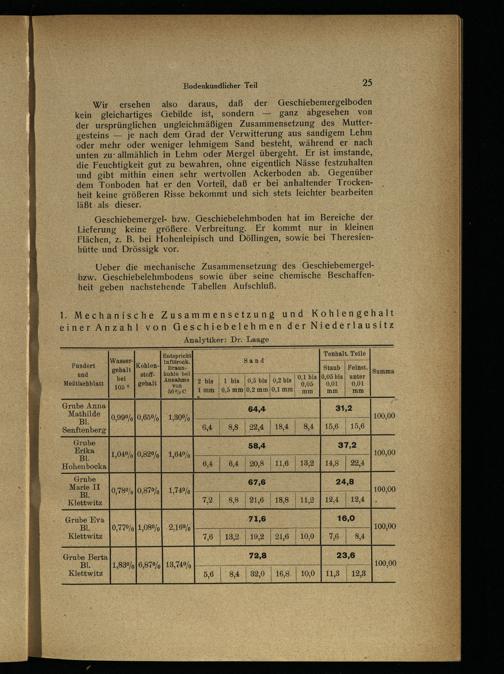 Bodenkundlicher Teil 25
Wir ersehen also daraus, daß der Geschiebemergelboden
kein gleichartiges Gebilde ist, sondern — ganz abgesehen von
der ursprünglichen ungleichmäßigen Zusammensetzung des Mutter-
gesteins — je nach dem Grad der Verwitterung aus sandigem Lehm
oder mehr oder weniger lehmigem Sand besteht, während er nach
unten zu allmählich in Lehm oder Mergel übergeht. Er ist imstande,
die Feuchtigkeit gut zu bewahren, ohne eigentlich Nässe festzuhalten
und gibt mithin einen sehr wertvollen Ackerboden ab. Gegenüber
dem Tonboden hat er den Vorteil, daß er bei anhaltender Trocken-
heit keine größeren Risse bekommt und sich stets leichter bearbeiten
läßt als dieser.
Geschiebemergel- bzw. Geschiebelehmboden hat im Bereiche der
Lieferung keine größere Verbreitung. Er kommt nur in kleinen
Flächen, z. B. bei Hohenleipisch und Döllingen, sowie bei Theresien-
hütte und Drössigk vor.
Ueber die mechanische Zusammensetzung des Geschiebemergel-
bzw. Geschiebelehmbodens sowie über seine chemische Beschaffen-
heit geben nachstehende Tabellen Aufschluß.
1. Mechanische Zusammensetzung und Kohlengehalt
einer Anzahl von Geschiebelehmen der Niederlausitz
Analytiker: Dr. Laage
Fundort und Meßtischblatt
Wasser- gehalt bei 105 °
Kohlen- stoff- gehalt
Entspricht lufttrock. Braun- kohle bei Annahme von 50 % C
Sand
2 bis 1 mm
1 bis 0,5 mm
0,5 bis 0,2 mm
0,2 bis 0,1 mm
0,1 bis 0,05 mm
Tonhalt. Teile
Staub 0,05 bis 0,01 mm
Feinst. unter 0,01 mm
Summa
Grube Anna Mathilde Bl. Senftenberg
0,99% 0,65% 1,30%
64,4 31,2
6,4 8,8 22,4 18,4 8,4 15,6 15,6
100,00
Grube Erika Bl. Hohenbocka
1,04% 0,82% 1,64%
58,4 37,2
6,4 6,4 20,8 11,6 13,2 14,8 22,4
100,00
Grube Marie II Bl. Klettwitz
0,78% 0,87% 1,74%
67,6 24,8
7,2 8,8 21,6 18,8 11,2 12,4 12,4
100,00
Grube Eva Bl. Klettwitz
0,77% 1,08% 2,16%
71,6 16,0
7,6 13,2 19,2 21,6 10,0 7,6 8,4
100,00
Grube Berta Bl. Klettwitz
1,83% 6,87% 13,74%
72,8 23,6
5,6 8,4 32,0 16,8 10,0 11,3 12,3
100,00